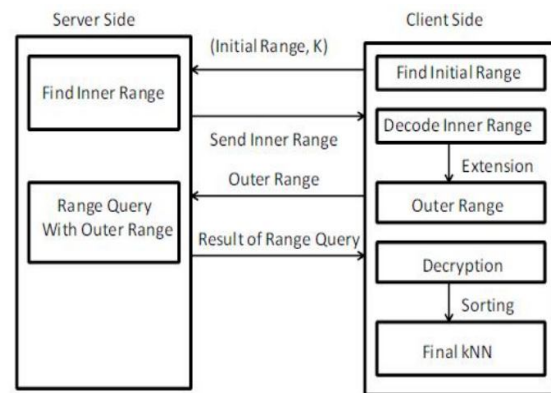 Server Side
Client Side
(Initial Range, K)
Find Inner Range
Find Initial Range
Send Inner Range
Decode Inner Range
Extension
Outer Range
Outer Range
Range Query
With Outer Range
Result of Range Query
Decryption
Sorting
Final kNN